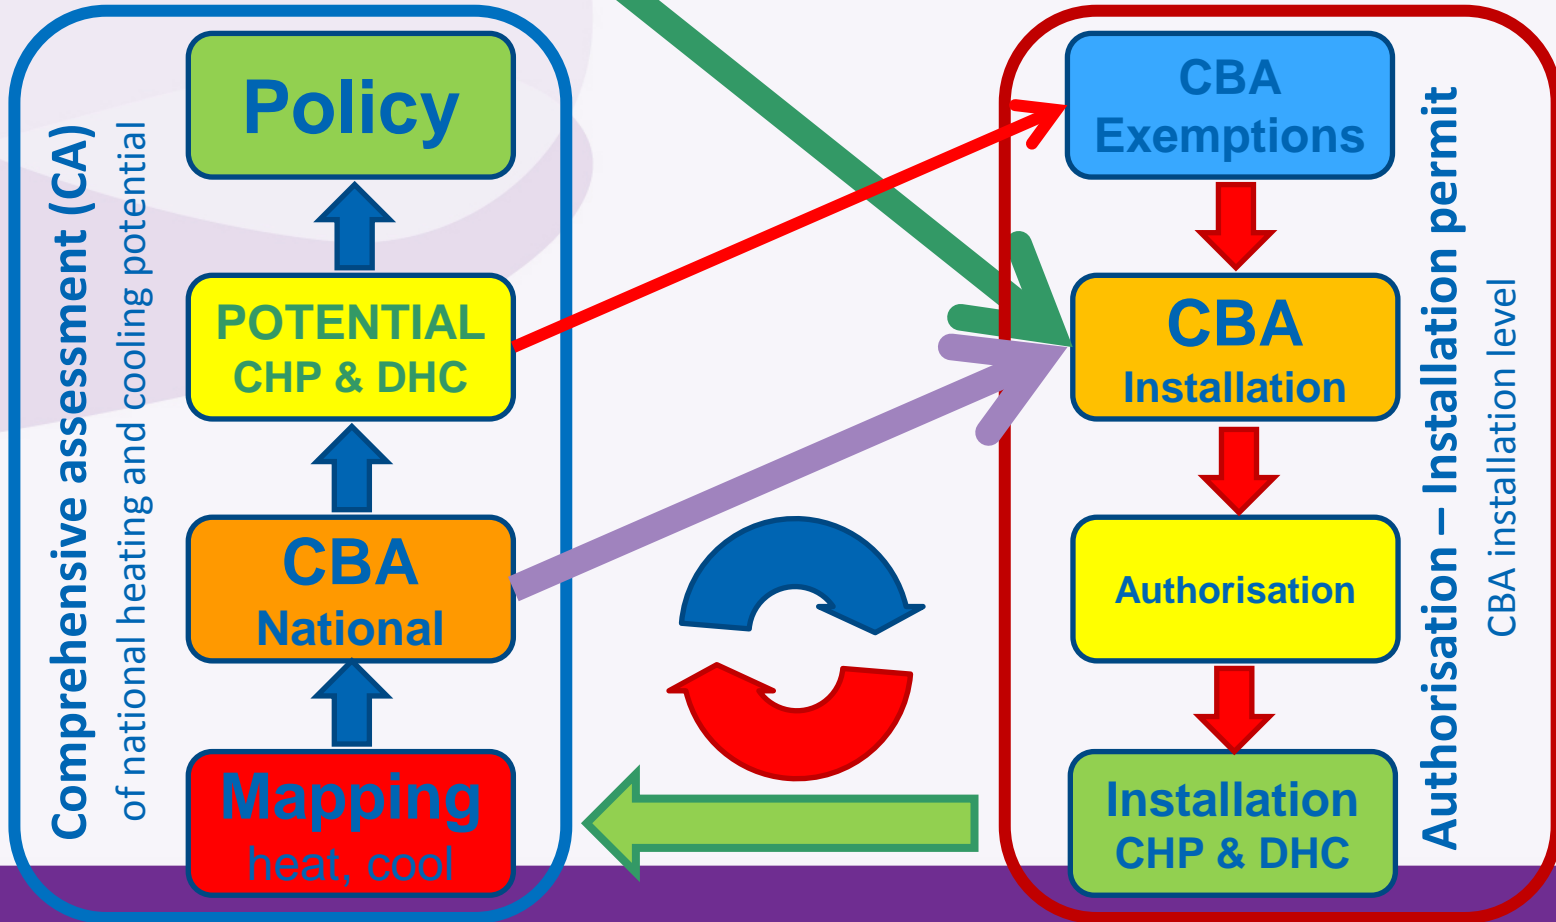 Comprehensive assessment (CA)
of national heating and cooling potential
Policy
POTENTIAL
CHP & DHC
CBA
National
Mapping
heat, cool
CBA
Exemptions
CBA
Installation
Authorisation
Installation
CHP & DHC
Authorisation – Installation permit
CBA installation level